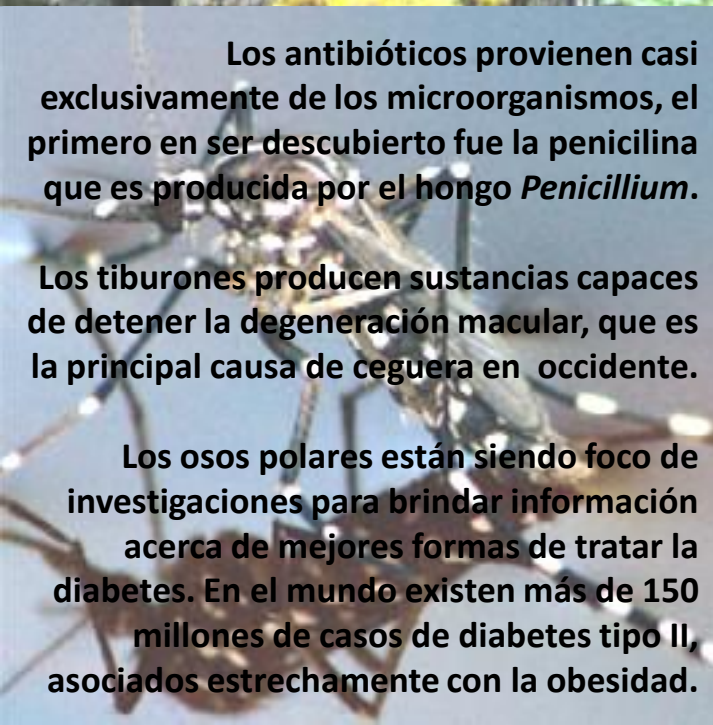 Los antibióticos provienen casi
exclusivamente de los microorganismos, el
primero en ser descubierto fue la penicilina
que es producida por el hongo Penicillium.
Los tiburones producen sustancias capaces
de detener la degeneración macular, que es
la principal causa de ceguera en occidente.
Los osos polares están siendo foco de
investigaciones para brindar información
acerca de mejores formas de tratar la
diabetes. En el mundo existen más de 150
millones de casos de diabetes tipo II,
asociados estrechamente con la obesidad.